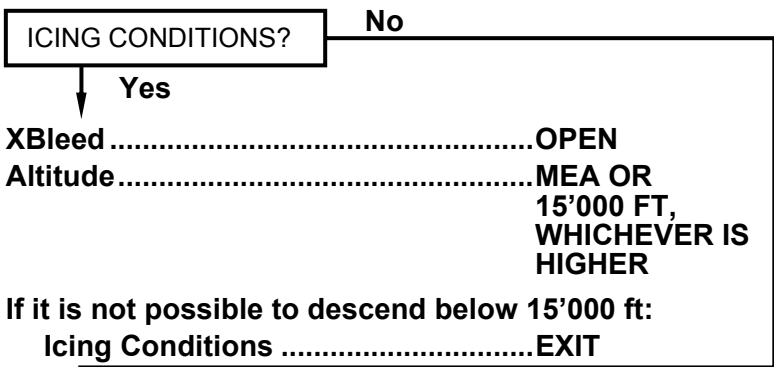 ICING CONDITIONS?
No
Yes
XBleed ............................................OPEN
Altitude...........................................MEA OR
15’000 FT,
WHICHEVER IS
HIGHER
If it is not possible to descend below 15’000 ft:
Icing Conditions ..........................EXIT